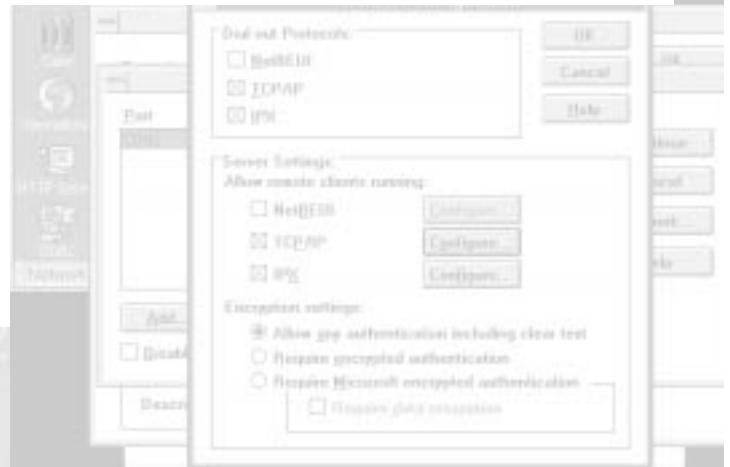 Dial out Protocols:
OK
NetBEUI
Cancel
TCP/IP
IPX
Help
Port
Server Settings:
Allow remote clients running:
NetBEUI
Configure...
TCP/IP
Configure...
IPX
Configure...
Encryption settings:
Allow any authentication including clear text
Require encrypted authentication
Require Microsoft encrypted authentication
Require data encryption
Add
Network